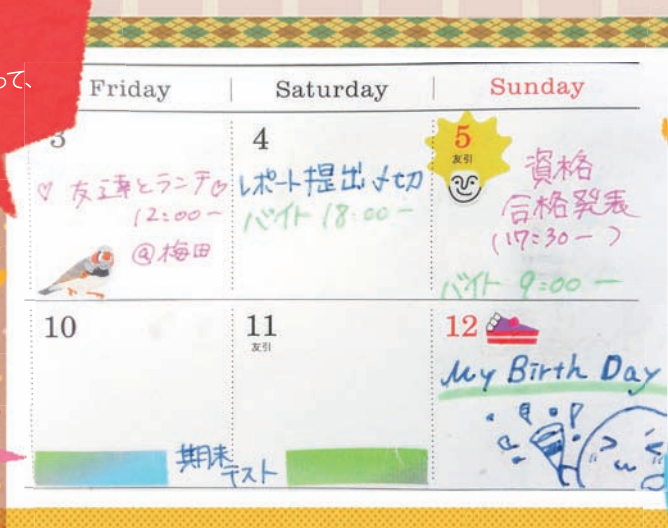 って、
Friday
Saturday
Sunday
3
♡ 友達とランチ♡
12:00〜
@梅田
4
レポート提出〆切
バイト 18:00〜
5
友引
資格
合格発表
(17:30〜)
バイト 9:00〜
10
11
友引
12
My Birth Day
期末
テスト